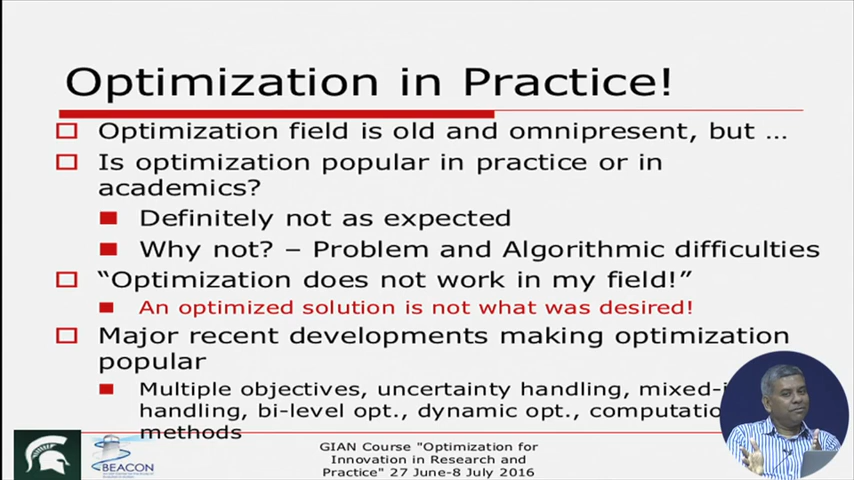 Optimization in Practice!
Optimization field is old and omnipresent, but …
Is optimization popular in practice or in
academics?
Definitely not as expected
Why not? – Problem and Algorithmic difficulties
“Optimization does not work in my field!”
An optimized solution is not what was desired!
Major recent developments making optimization
popular
Multiple objectives, uncertainty handling,
handling, bi-level opt., dynamic opt.,
methods
BEACON
GIAN Course "Optimization for
Innovation in Research and
Practice" 27 June-8 July 2016